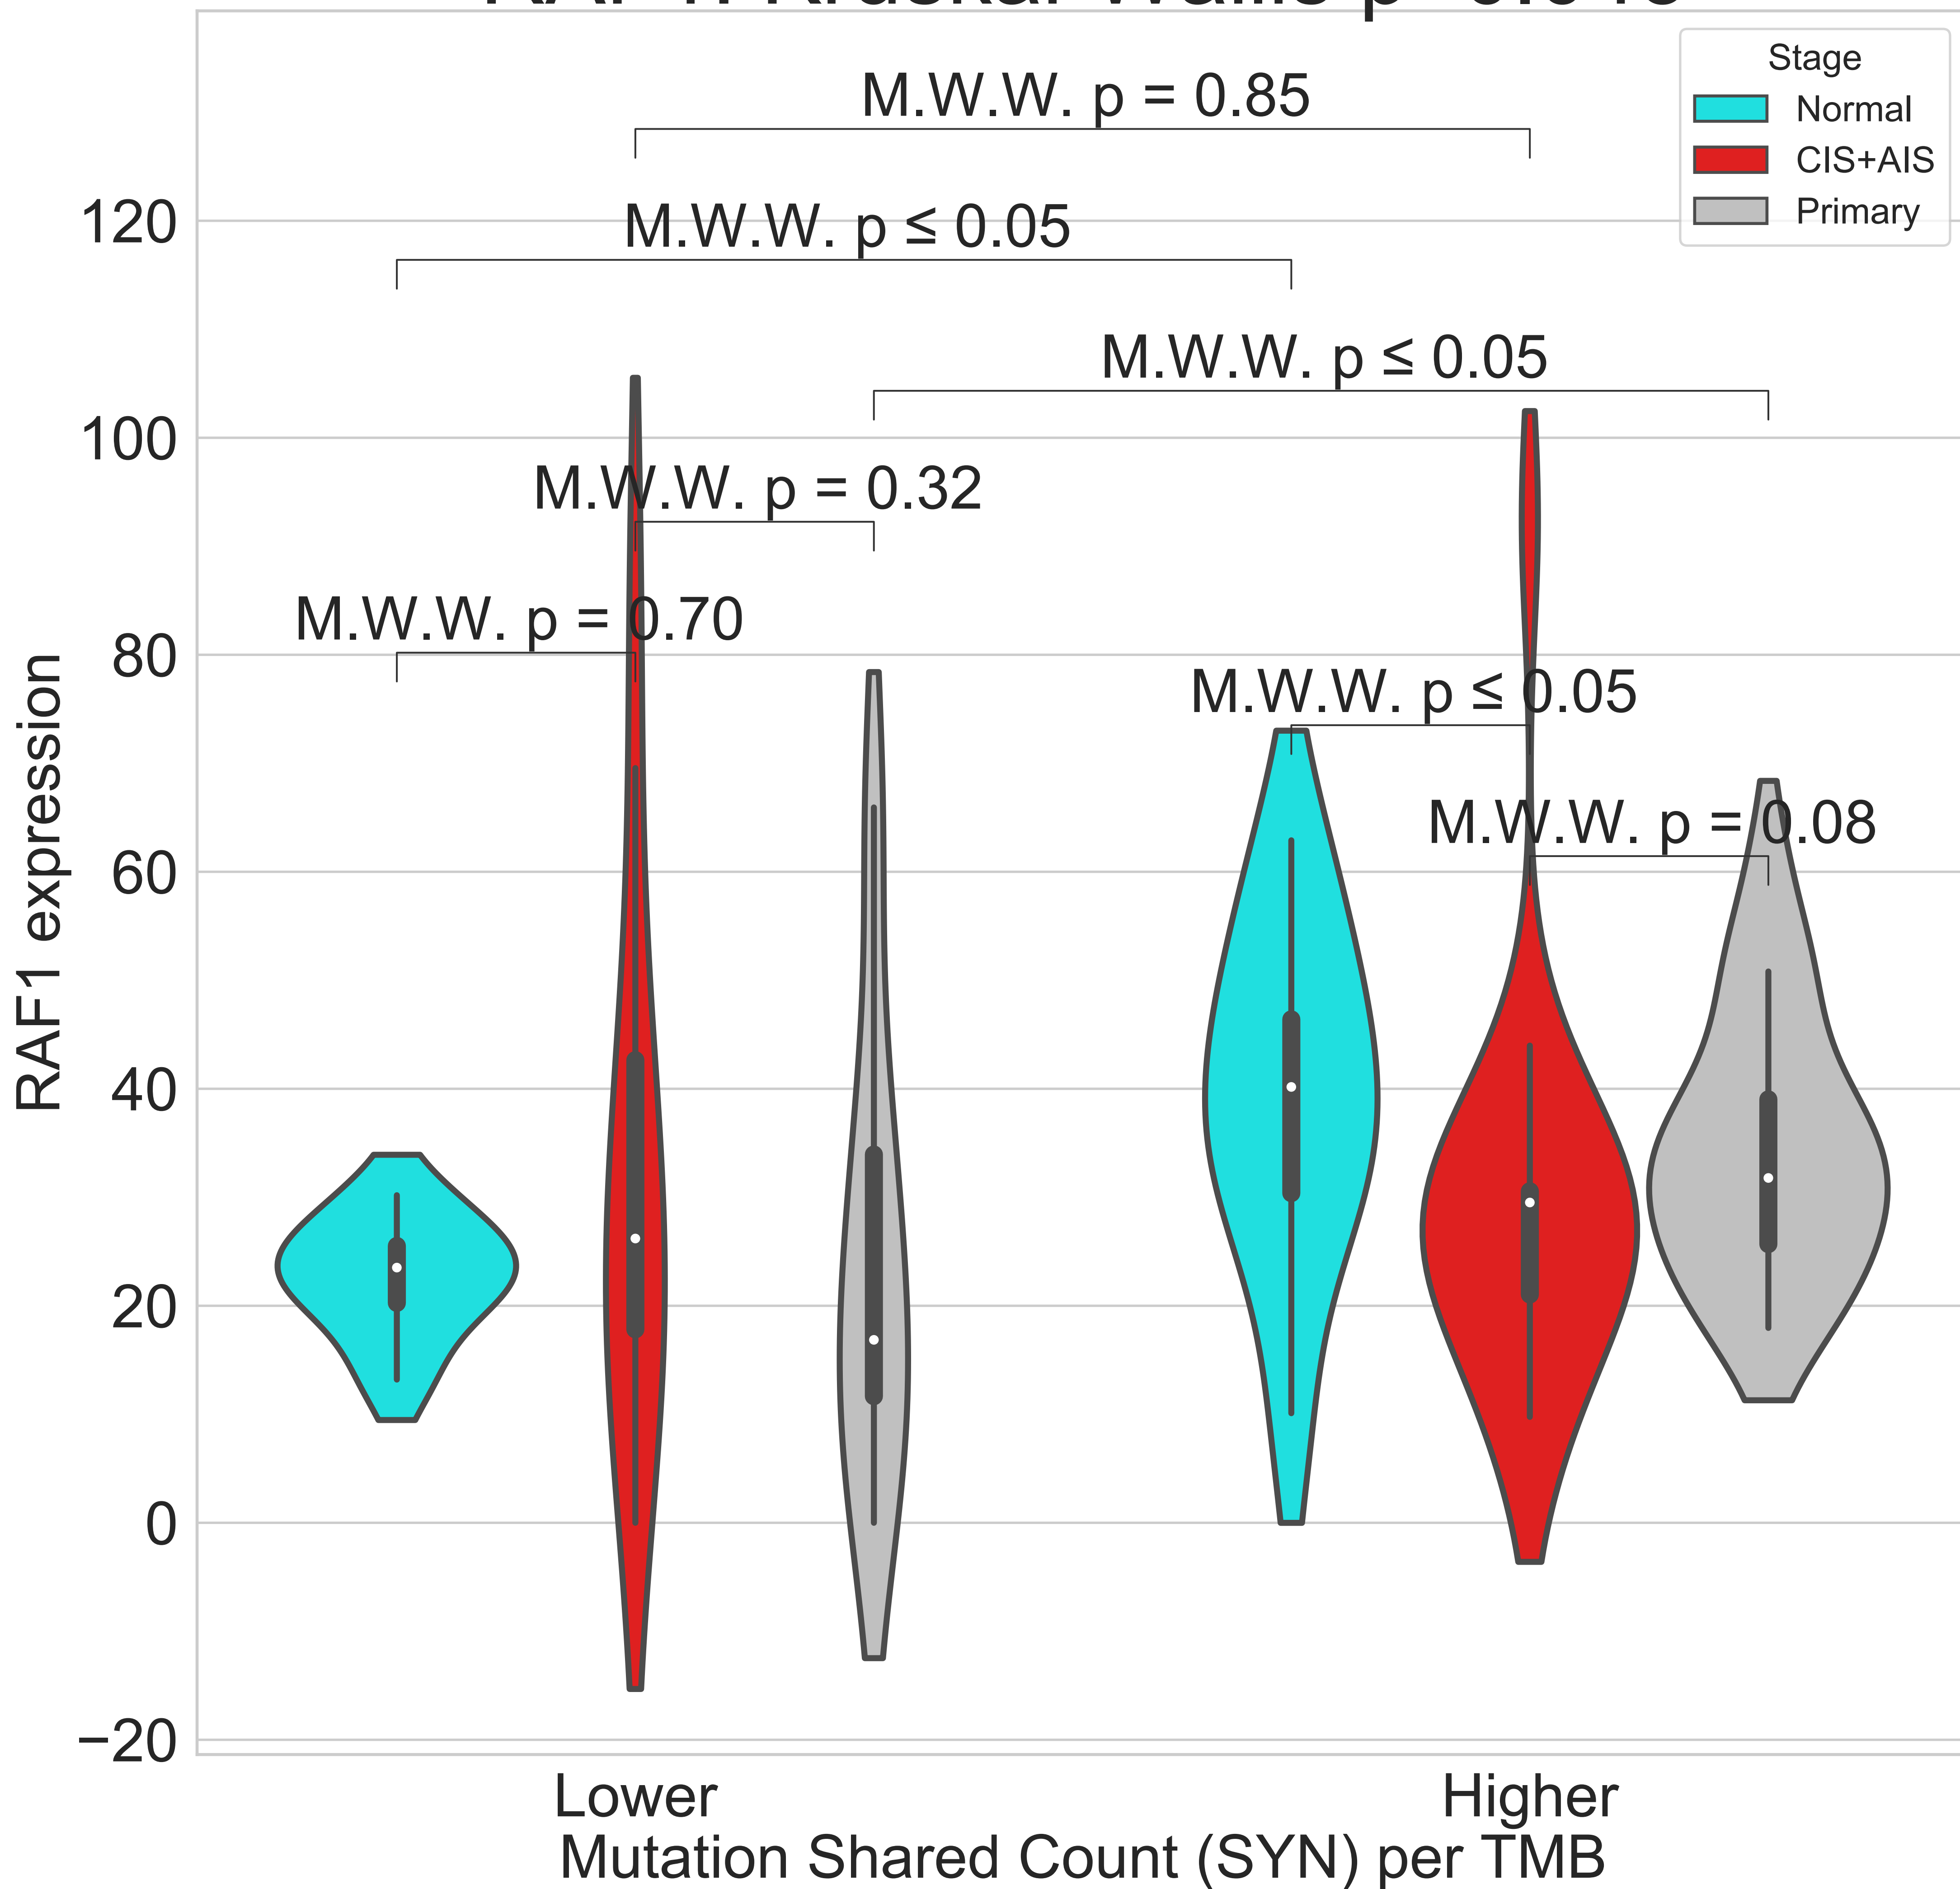 Stage
Normal
CIS+AIS
Primary
M.W.W. p = 0.85
M.W.W. p ≤ 0.05
M.W.W. p ≤ 0.05
M.W.W. p = 0.32
M.W.W. p = 0.70
M.W.W. p ≤ 0.05
M.W.W. p = 0.08
120
100
80
60
40
20
0
−20
RAF1 expression
Lower
Higher
Mutation Shared Count (SYN) per TMB